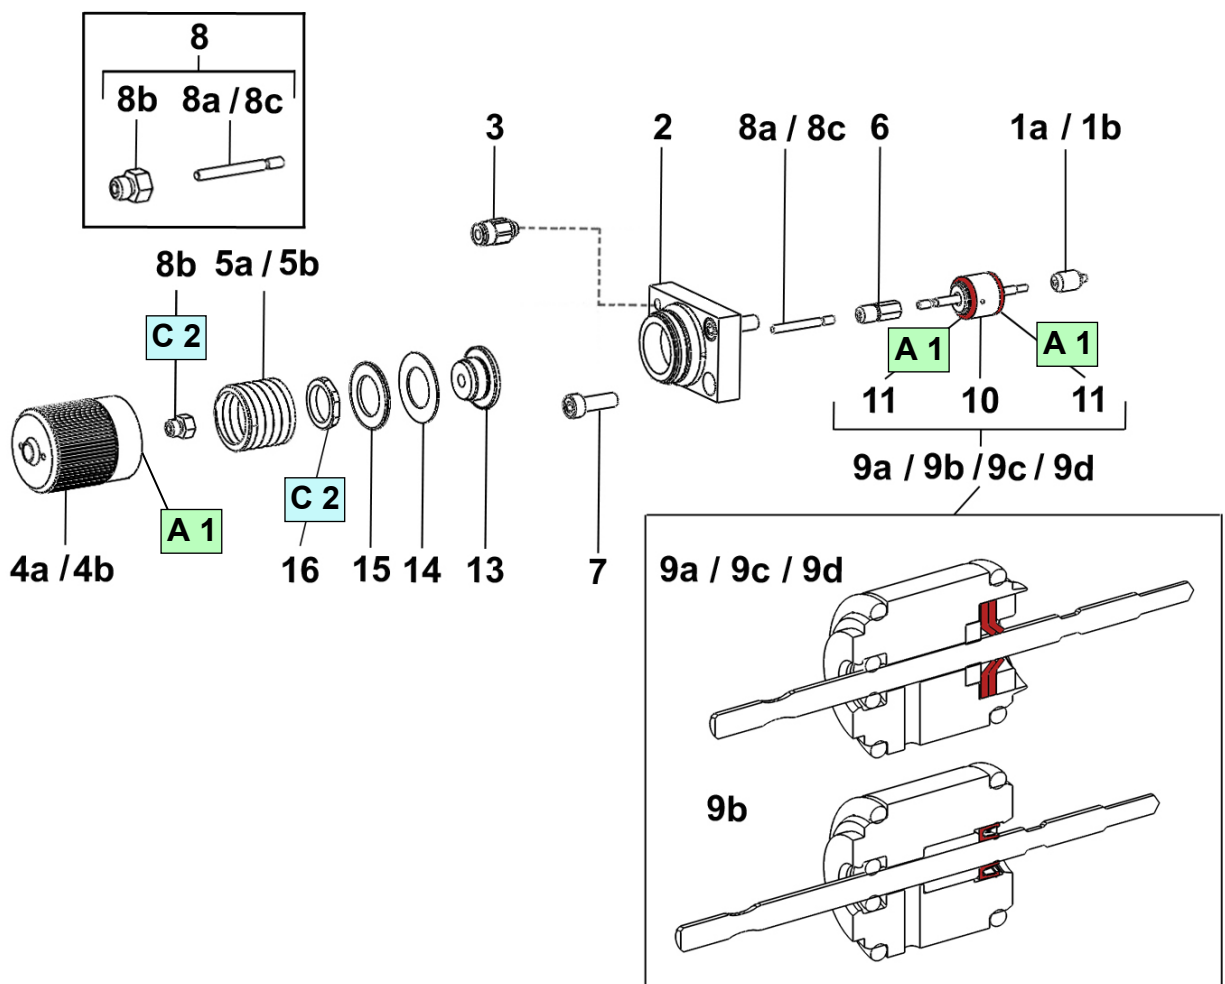 8
8b 8a / 8c
3 2 8a / 8c 6 1a / 1b
8b 5a / 5b
C 2
A 1 A 1
11 10 11
9a / 9b / 9c / 9d
C 2
A 1
4a / 4b 16 15 14 13 7
9a / 9c / 9d
9b